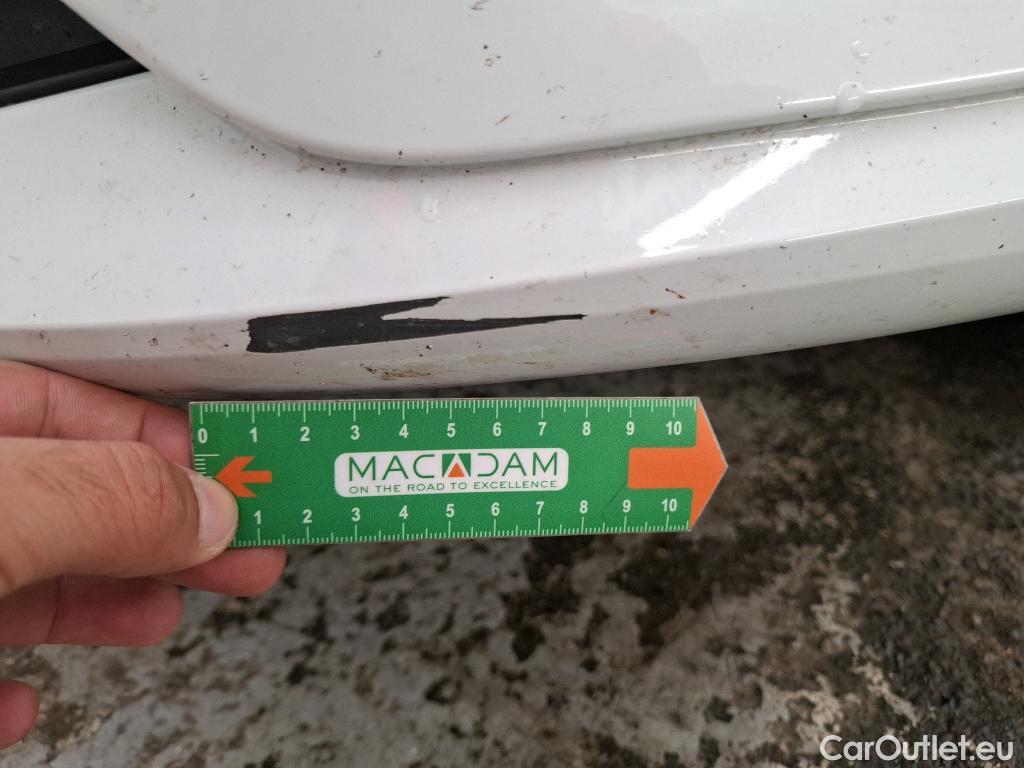 0 1 2 3 4 5 6 7 8 9 10
MACADAM
ON THE ROAD TO EXCELLENCE
1 2 3 4 5 6 7 8 9 10
CarOutlet.eu